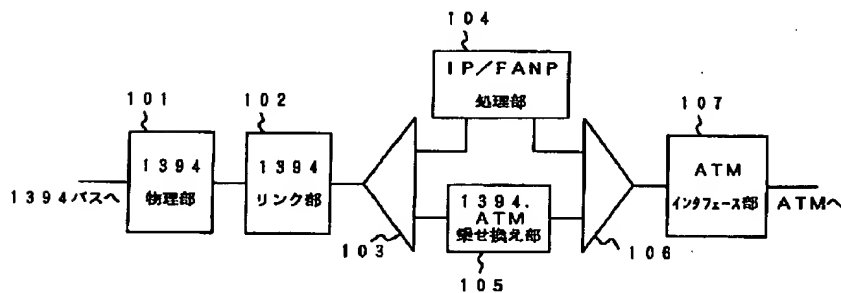 104
IP/FANP
処理部
101
102
107
1394
物理部
1394
リンク部
ATM
インタフェース部
1394バスへ
ATMへ
1394.
ATM
乗せ換え部
103
105
106